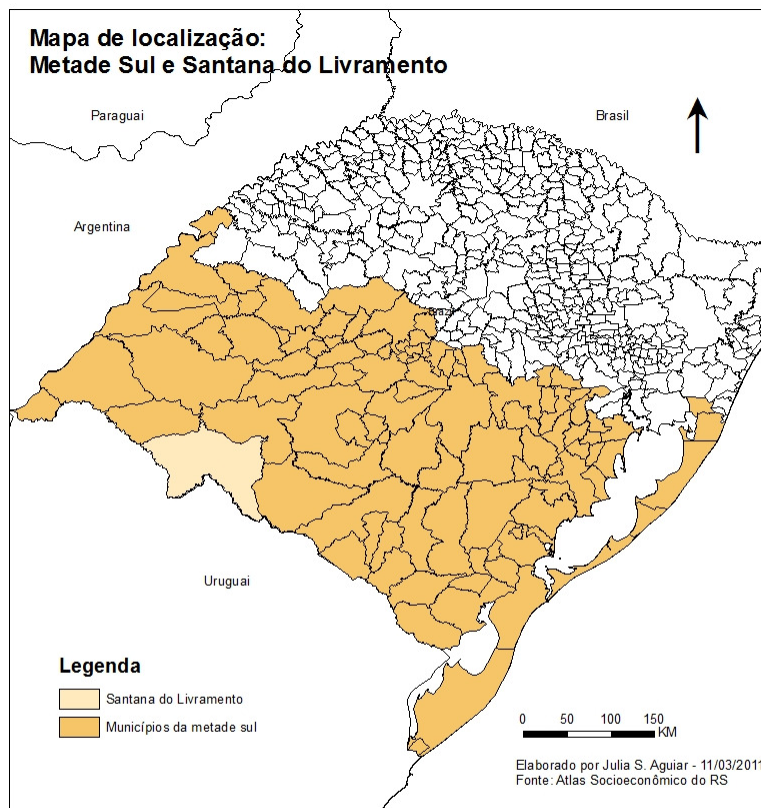 Mapa de localização:
Metade Sul e Santana do Livramento
Paraguai
Brasil
Argentina
Brazil
Uruguai
Legenda
Santana do Livramento
Municípios da metade sul
0 50 100 150
KM
Elaborado por Julia S. Aguiar - 11/03/2011
Fonte: Atlas Socioeconômico do RS